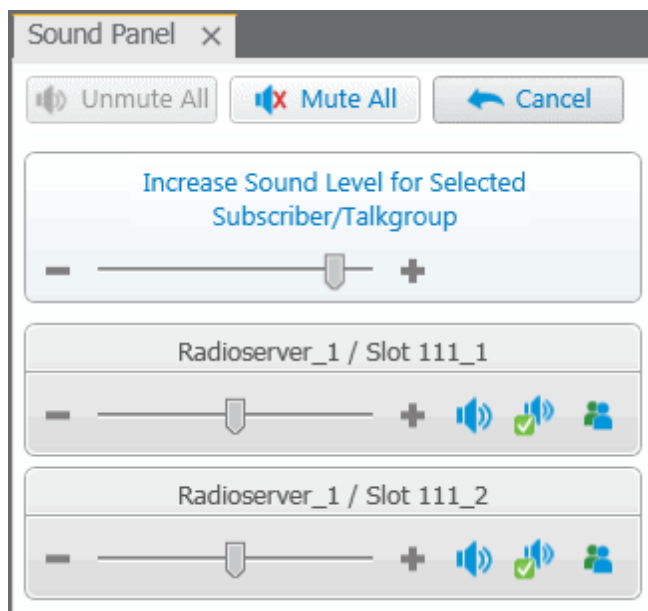 Sound Panel
Unmute All Mute All Cancel
Increase Sound Level for Selected
Subscriber/Talkgroup
Radioserver_1 / Slot 111_1
Radioserver_1 / Slot 111_2